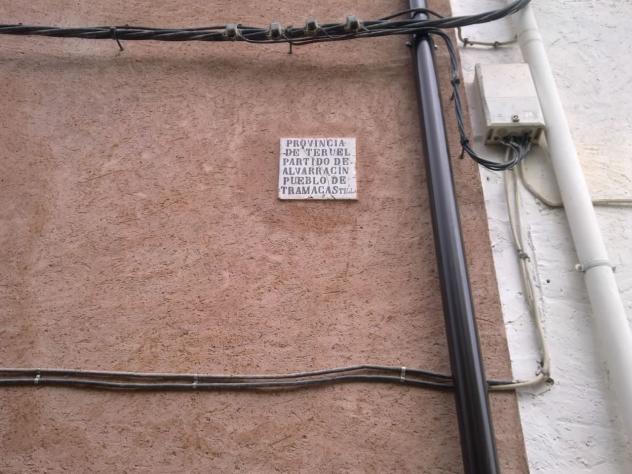 PROVINCIA
DE TERUEL
PARTIDO DE
ALVARRACIN
PUEBLO DE
TRAMACASTILLA